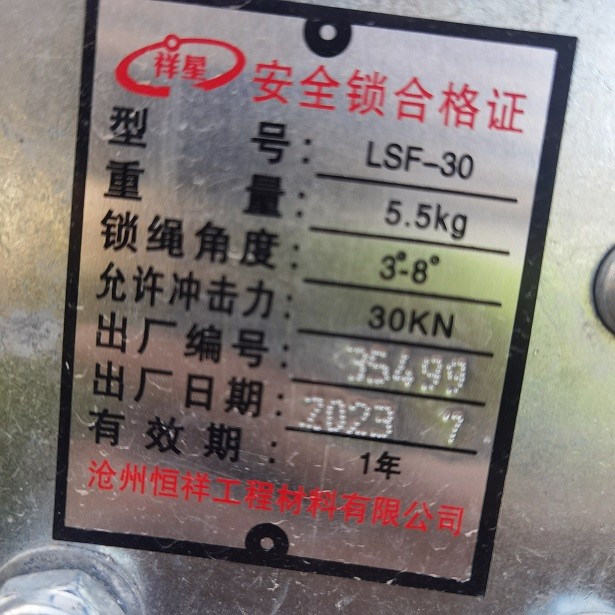 祥星 安全锁合格证
型号：LSF-30
重量：5.5kg
锁绳角度：3°-8°
允许冲击力：30KN
出厂编号：35499
出厂日期：2023 7
有效期：1年
沧州恒祥工程材料有限公司